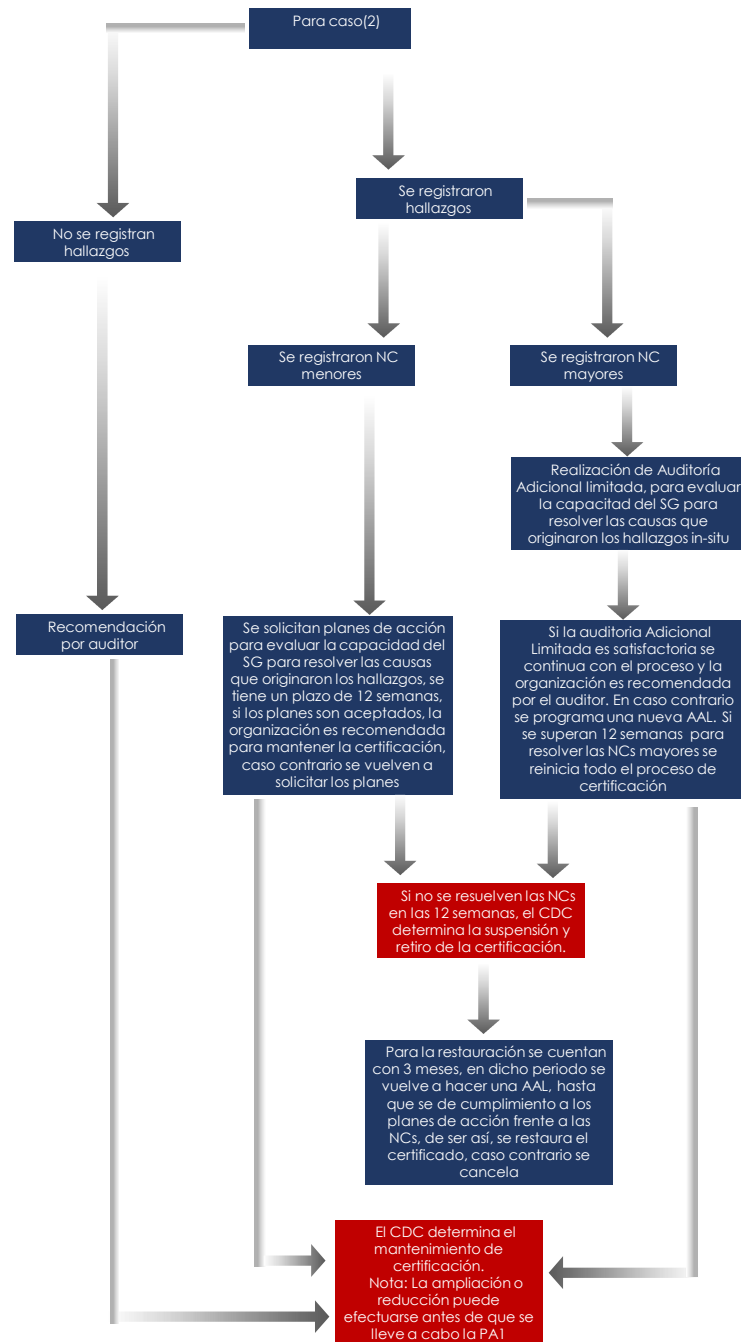 Para caso(2)
Se registraron
hallazgos
No se registran
hallazgos
Se registraron NC
menores
Se registraron NC
mayores
Realización de Auditoría
Adicional limitada, para evaluar
la capacidad del SG para
resolver las causas que
originaron los hallazgos in-situ
Recomendación
por auditor
Se solicitan planes de acción
para evaluar la capacidad del
SG para resolver las causas
que originaron los hallazgos, se
tiene un plazo de 12 semanas,
si los planes son aceptados, la
organización es recomendada
para mantener la certificación,
caso contrario se vuelven a
solicitar los planes
Si la auditoria Adicional
Limitada es satisfactoria se
continua con el proceso y la
organización es recomendada
por el auditor. En caso contrario
se programa una nueva AAL. Si
se superan 12 semanas para
resolver las NCs mayores se
reinicia todo el proceso de
certificación
Si no se resuelven las NCs
en las 12 semanas, el CDC
determina la suspensión y
retiro de la certificación.
Para la restauración se cuentan
con 3 meses, en dicho periodo se
vuelve a hacer una AAL, hasta
que se de cumplimiento a los
planes de acción frente a las
NCs, de ser así, se restaura el
certificado, caso contrario se
cancela
El CDC determina el
mantenimiento de
certificación.
Nota: La ampliación o
reducción puede
efectuarse antes de que se
lleve a cabo la PA1